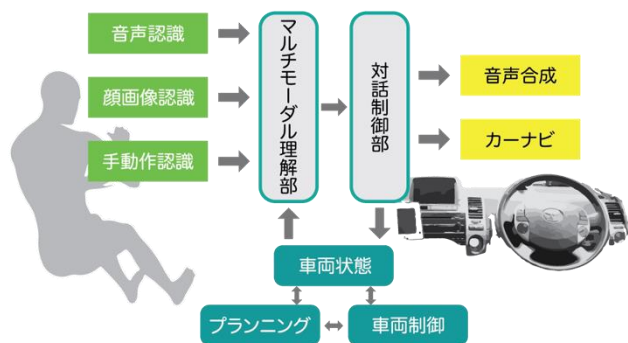 音声認識
顔画像認識
手動作認識
マルチモーダル理解部
対話制御部
音声合成
カーナビ
車両状態
プランニング
車両制御